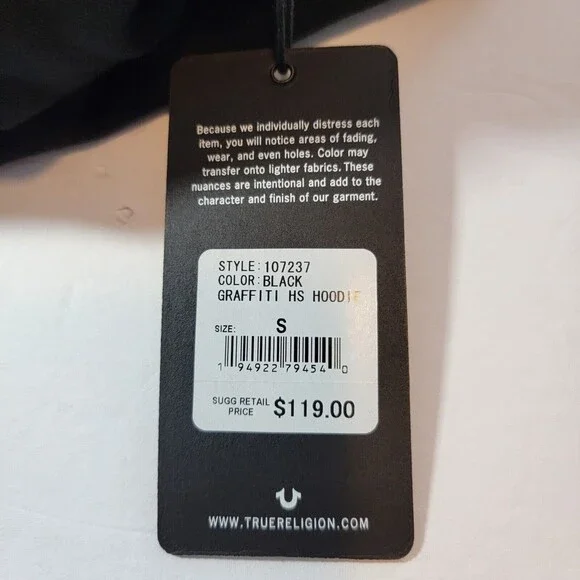 Because we individually distress each
item, you will notice areas of fading,
wear, and even holes. Color may
transfer onto lighter fabrics. These
nuances are intentional and add to the
character and finish of our garment.
STYLE:107237
COLOR:BLACK
GRAFFITI HS HOODIE
SIZE: S
1 94922 79454 0
SUGG RETAIL
PRICE $119.00
WWW.TRUERELIGION.COM